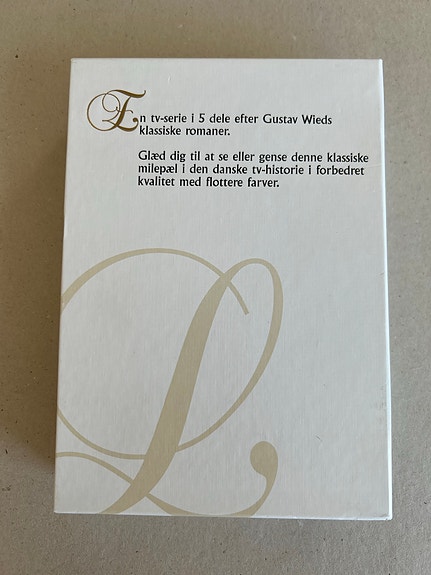 En tv-serie i 5 dele efter Gustav Wieds
klassiske romaner.
Glæd dig til at se eller gense denne klassiske
milepæl i den danske tv-historie i forbedret
kvalitet med flottere farver.
L